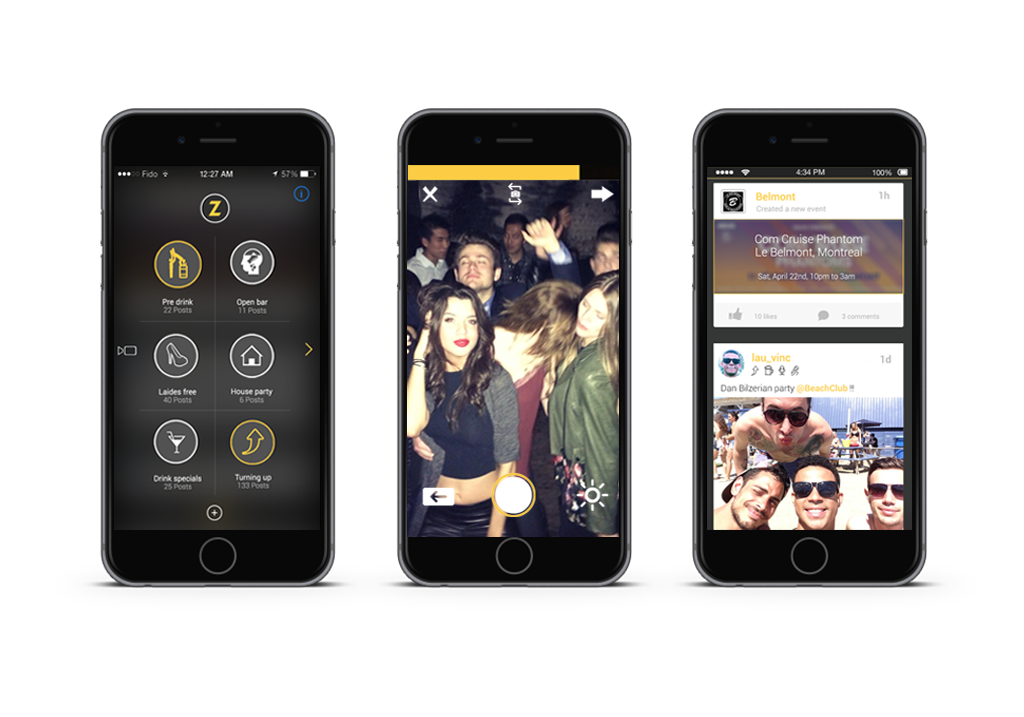 Fido
12:27 AM
57%
i
Z
Pre drink
22 Posts
Open bar
11 Posts
Laides free
40 Posts
House party
6 Posts
Drink specials
25 Posts
Turning up
133 Posts
4:34 PM
100%
Belmont
1h
Created a new event
B
Com Cruise Phantom
Le Belmont, Montreal
Sat, April 22nd, 10pm to 3am
10 likes
3 comments
lau_vinc
1d
Dan Bilzerian party @BeachClub‼